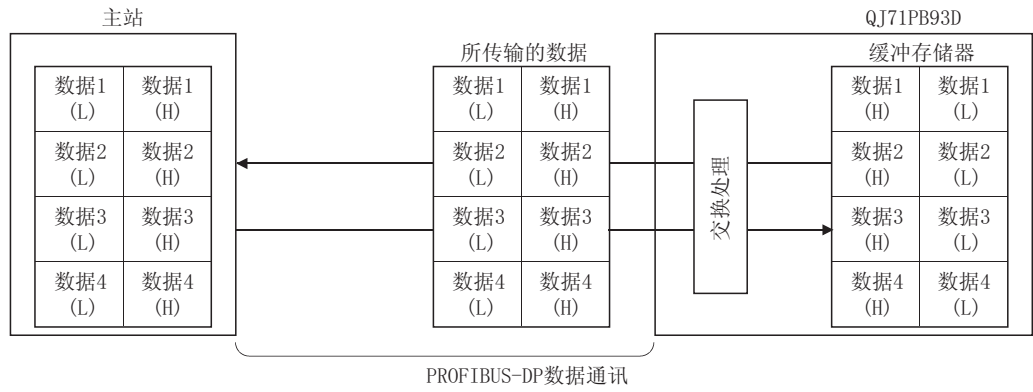 主站
QJ71PB93D
所传输的数据
缓冲存储器
数据1 数据1 数据1 数据1 数据1 数据1
(L) (H) (L) (H) (H) (L)
数据2 数据2 数据2 数据2 数据2 数据2
(L) (H) (L) (H) (H) (L)
交换处理
数据3 数据3 数据3 数据3 数据3 数据3
(L) (H) (L) (H) (H) (L)
数据4 数据4 数据4 数据4 数据4 数据4
(L) (H) (L) (H) (H) (L)
PROFIBUS-DP数据通讯